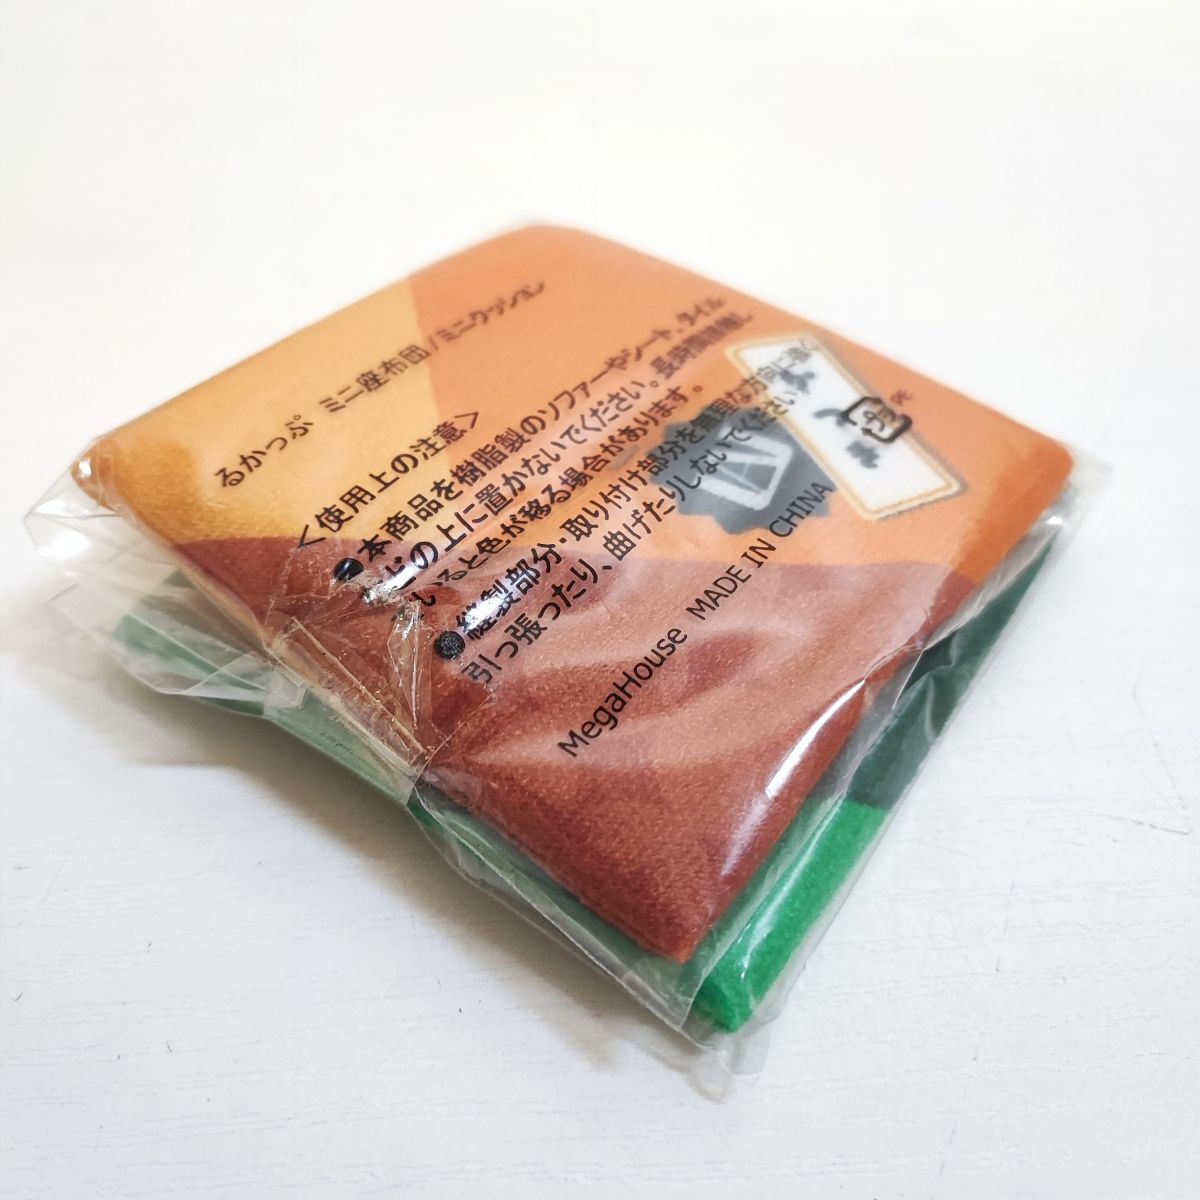 るかっぷ ミニ座布団/ミニクッション
<使用上の注意>
●本商品を樹脂製のソファーやシート、タイル
などの上に置かないでください。長時間接触し
ていると色が移る場合があります。
●縫製部分・取り付け部分を無理な方向に強く
引っ張ったり、曲げたりしないでください。
MegaHouse MADE IN CHINA